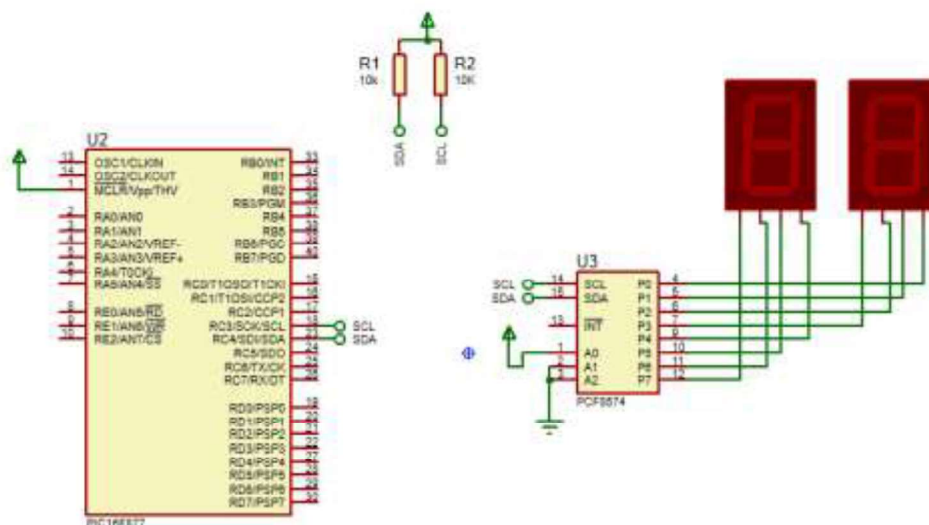 R1
10k
R2
10K
SDA
SCL
U2
13 OSC1/CLKIN
14 OSC2/CLKOUT
1 MCLR/Vpp/THV
2 RA0/AN0
3 RA1/AN1
4 RA2/AN2/VREF-
5 RA3/AN3/VREF+
6 RA4/T0CKI
7 RA5/AN4/SS
8 RE0/AN5/RD
9 RE1/AN6/WR
10 RE2/AN7/CS
RB0/INT 33
RB1 34
RB2 35
RB3/PGM 36
RB4 37
RB5 38
RB6/PGC 39
RB7/PGD 40
RC0/T1OSO/T1CKI 15
RC1/T1OSI/CCP2 16
RC2/CCP1 17
RC3/SCK/SCL 18 SCL
RC4/SDI/SDA 23 SDA
RC5/SDO 24
RC6/TX/CK 25
RC7/RX/DT 26
RD0/PSP0 19
RD1/PSP1 20
RD2/PSP2 21
RD3/PSP3 22
RD4/PSP4 27
RD5/PSP5 28
RD6/PSP6 29
RD7/PSP7 30
PIC16F877
U3
SCL 14 SCL P0 4
SDA 15 SDA P1 5
P2 6
13 INT P3 7
P4 9
1 A0 P5 10
2 A1 P6 11
3 A2 P7 12
PCF8574